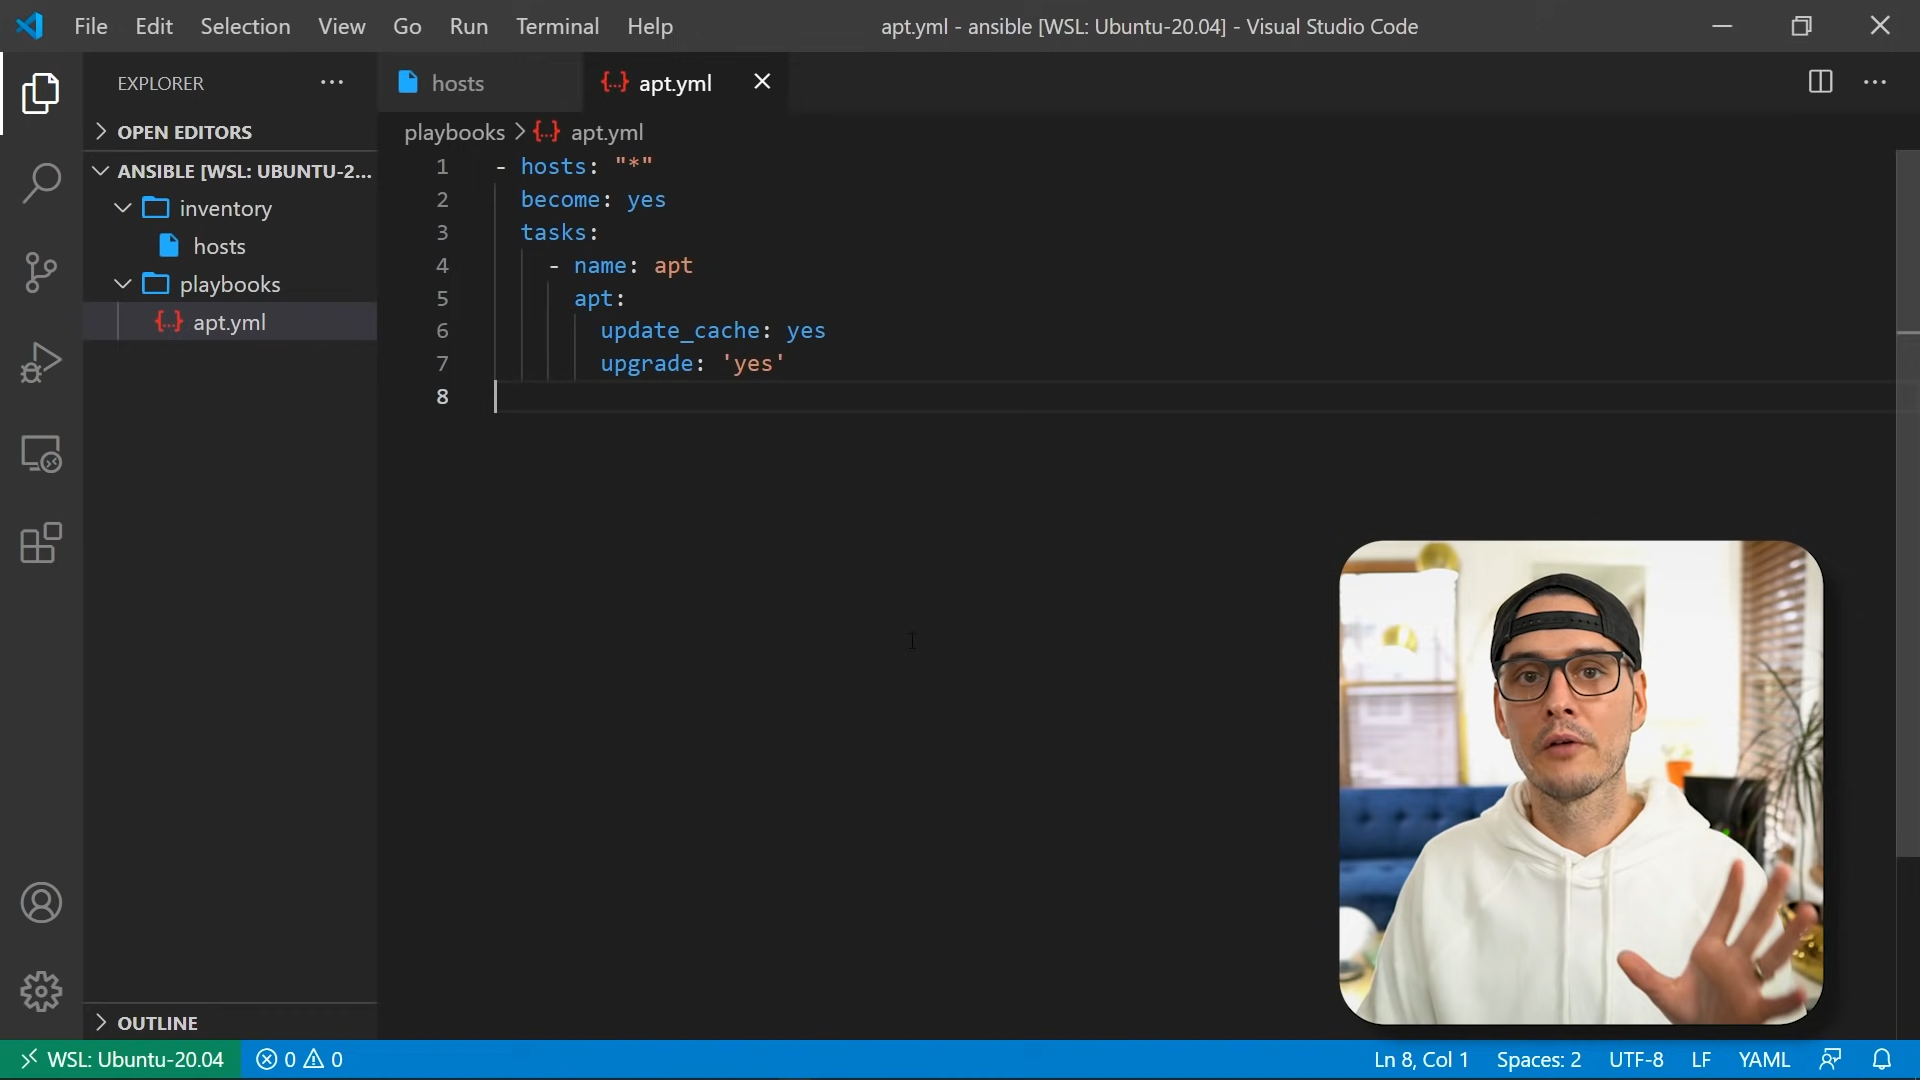 File Edit Selection View Go Run Terminal Help
apt.yml - ansible [WSL: Ubuntu-20.04] - Visual Studio Code
EXPLORER
OPEN EDITORS
ANSIBLE [WSL: UBUNTU-2...
inventory
hosts
playbooks
apt.yml
OUTLINE
hosts
apt.yml
playbooks > apt.yml
1 - hosts: "*"
2 become: yes
3 tasks:
4 - name: apt
5 apt:
6 update_cache: yes
7 upgrade: 'yes'
8
WSL: Ubuntu-20.04 0 0 Ln 8, Col 1 Spaces: 2 UTF-8 LF YAML